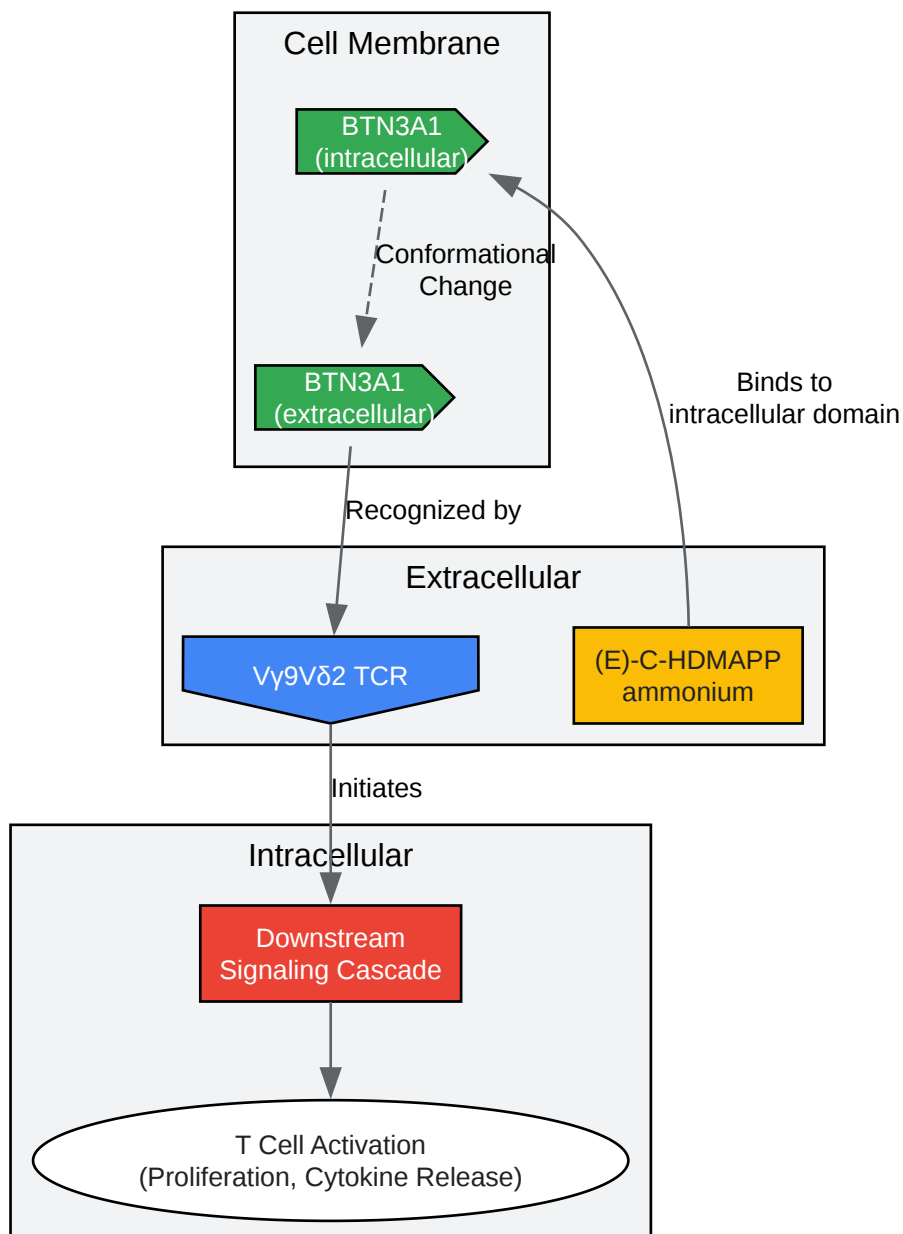 Cell Membrane
BTN3A1
(intracellular)
Conformational
Change
BTN3A1
(extracellular)
Binds to
intracellular domain
Recognized by
Extracellular
Vγ9Vδ2 TCR
(E)-C-HDMAPP
ammonium
Initiates
Intracellular
Downstream
Signaling Cascade
T Cell Activation
(Proliferation, Cytokine Release)